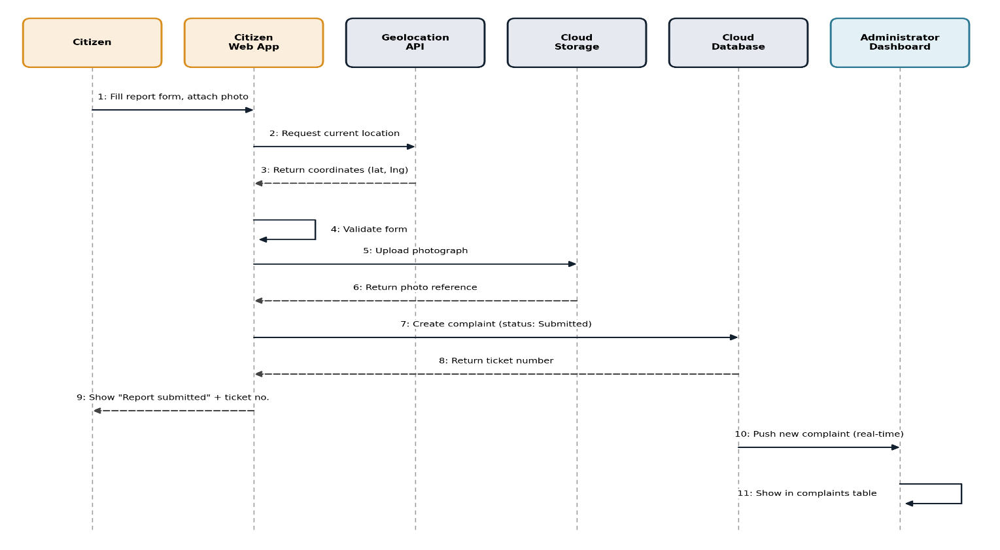 Citizen
Citizen
Web App
Geolocation
API
Cloud
Storage
Cloud
Database
Administrator
Dashboard
1: Fill report form, attach photo
2: Request current location
3: Return coordinates (lat, lng)
4: Validate form
5: Upload photograph
6: Return photo reference
7: Create complaint (status: Submitted)
8: Return ticket number
9: Show "Report submitted" + ticket no.
10: Push new complaint (real-time)
11: Show in complaints table